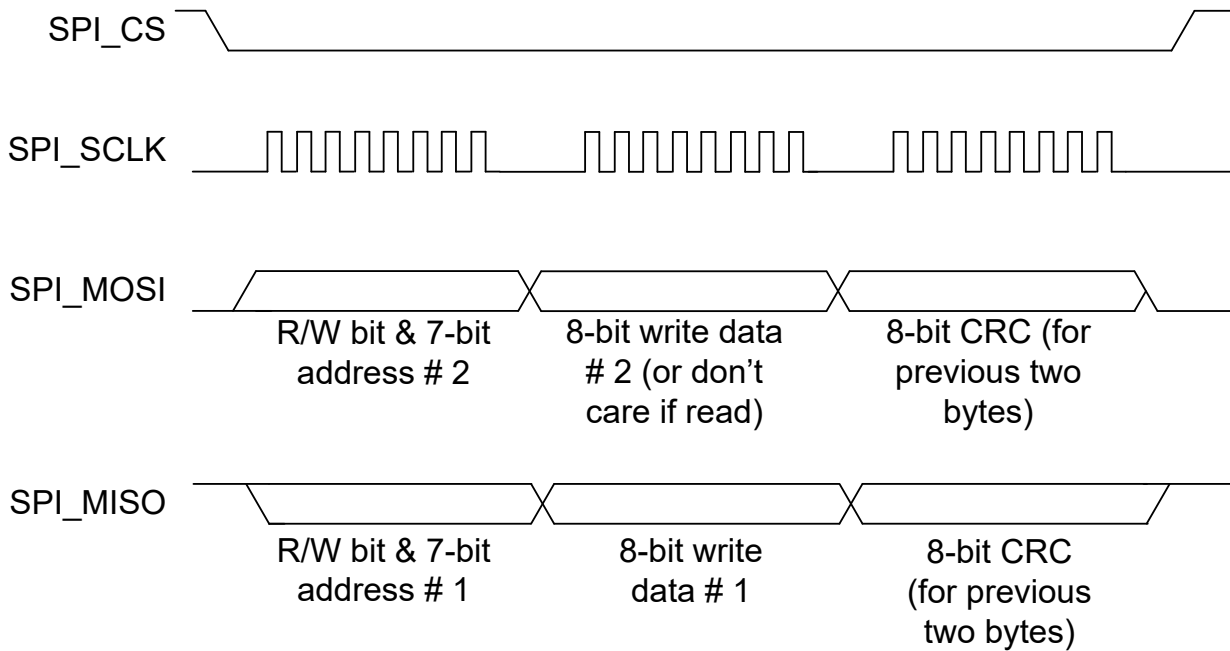 SPI_CS
SPI_SCLK
SPI_MOSI
R/W bit & 7-bit
address # 2
8-bit write data
# 2 (or don’t
care if read)
8-bit CRC (for
previous two
bytes)
SPI_MISO
R/W bit & 7-bit
address # 1
8-bit write
data # 1
8-bit CRC
(for previous
two bytes)